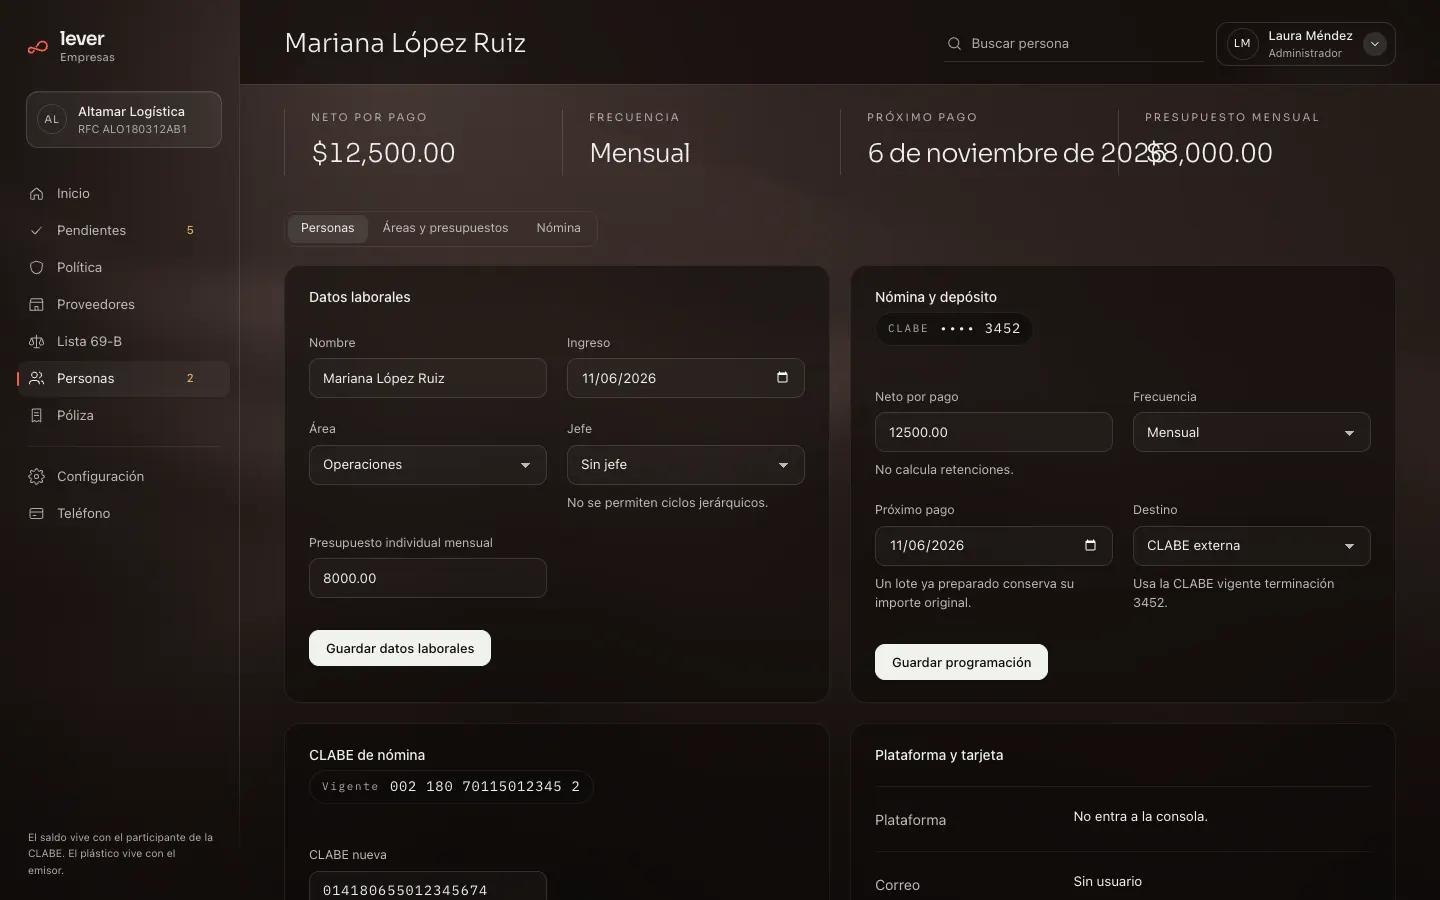 lever
Empresas
AL
Altamar Logística
RFC ALO180312AB1
Inicio
Pendientes 5
Política
Proveedores
Lista 69-B
Personas 2
Póliza
Configuración
Teléfono
El saldo vive con el participante de la
CLABE. El plástico vive con el
emisor.
Mariana López Ruiz
Buscar persona
LM
Laura Méndez
Administrador
NETO POR PAGO
$12,500.00
FRECUENCIA
Mensual
PRÓXIMO PAGO
6 de noviembre de 2026
PRESUPUESTO MENSUAL
$8,000.00
Personas Áreas y presupuestos Nómina
Datos laborales
Nombre
Mariana López Ruiz
Ingreso
11/06/2026
Área
Operaciones
Jefe
Sin jefe
No se permiten ciclos jerárquicos.
Presupuesto individual mensual
8000.00
Guardar datos laborales
Nómina y depósito
CLABE •••• 3452
Neto por pago
12500.00
No calcula retenciones.
Frecuencia
Mensual
Próximo pago
11/06/2026
Un lote ya preparado conserva su
importe original.
Destino
CLABE externa
Usa la CLABE vigente terminación
3452.
Guardar programación
CLABE de nómina
Vigente 002 180 70115012345 2
CLABE nueva
014180655012345674
Plataforma y tarjeta
Plataforma No entra a la consola.
Correo Sin usuario